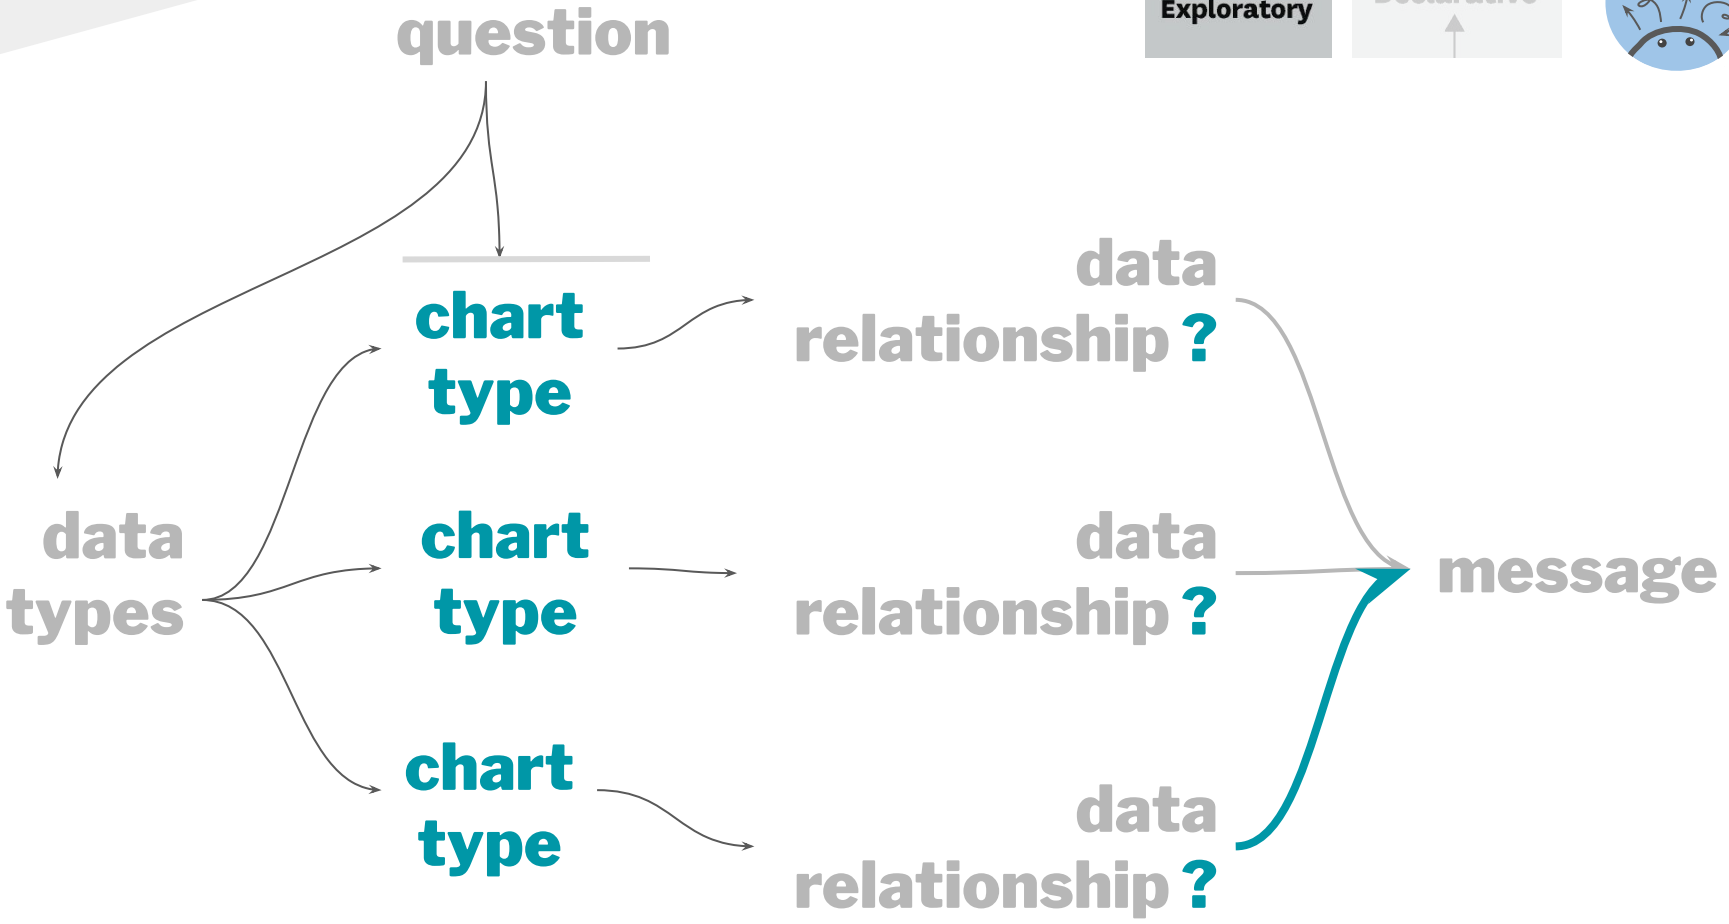 question
Exploratory
chart
type
data
relationship ?
data
types
chart
type
data
relationship ?
message
chart
type
data
relationship ?